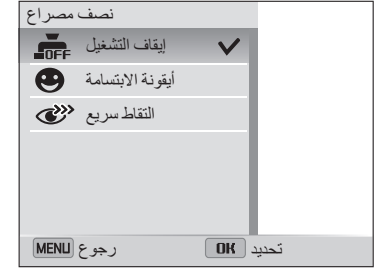 نصف مصراع
إيقاف التشغيل OFF
أيقونة الابتسامة
التقاط سريع
تحديد OK رجوع MENU